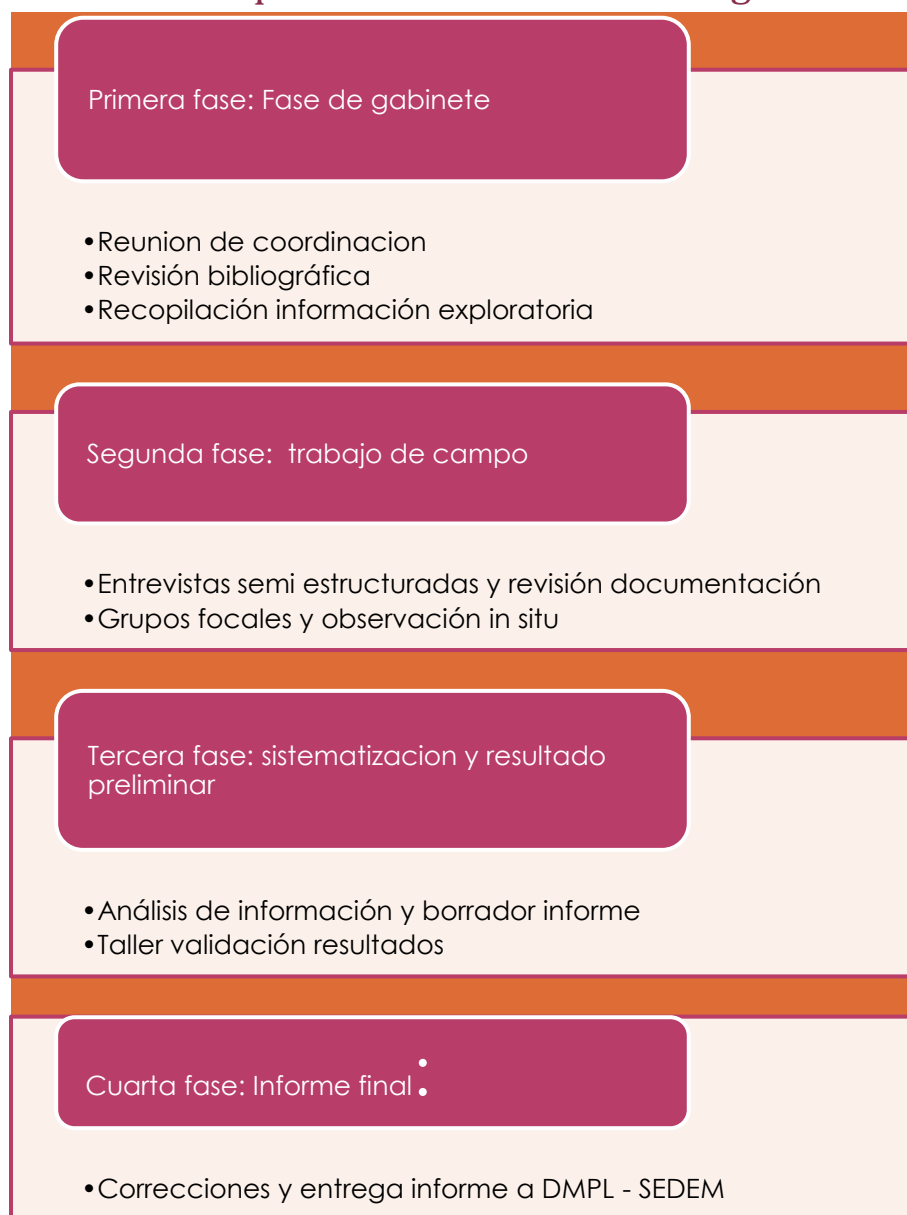 Primera fase: Fase de gabinete
•Reunion de coordinacion
•Revisión bibliográfica
•Recopilación información exploratoria
Segunda fase: trabajo de campo
•Entrevistas semi estructuradas y revisión documentación
•Grupos focales y observación in situ
Tercera fase: sistematizacion y resultado
preliminar
•Análisis de información y borrador informe
•Taller validación resultados
Cuarta fase: Informe final:
•Correcciones y entrega informe a DMPL - SEDEM